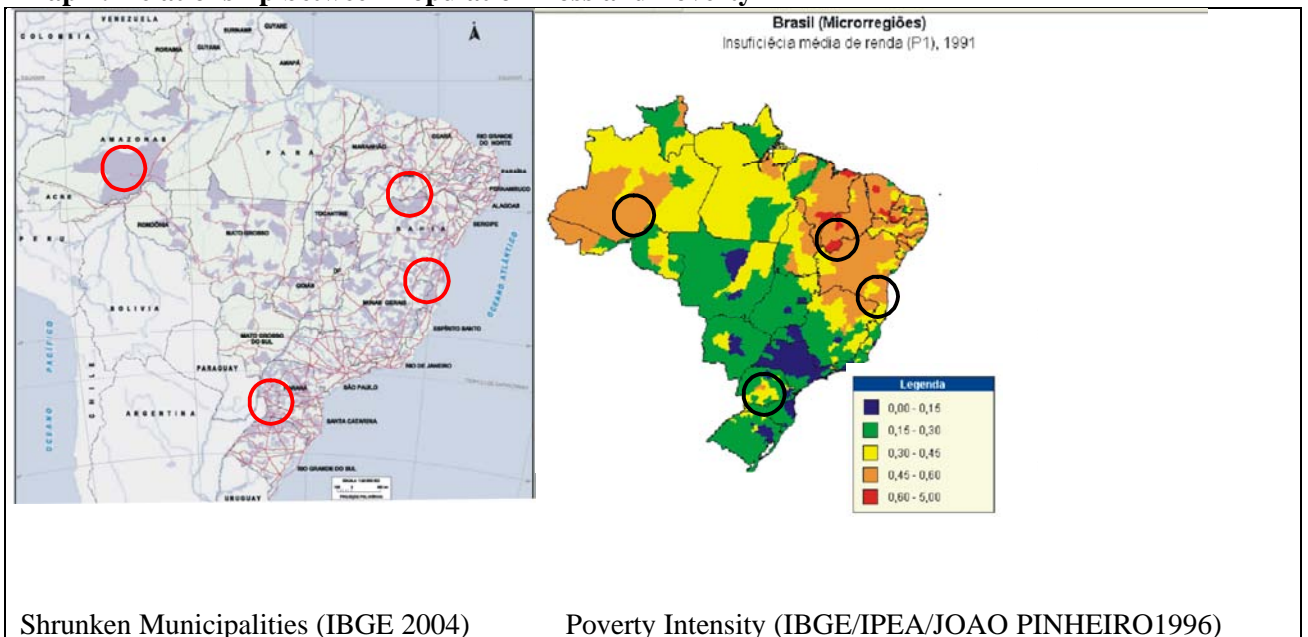 Brasil (Microrregiões)
Insuficiêcia média de renda (P1), 1991
VENEZUELA
COLOMBIA
SURINAME
GUYANE
GUYANA
RORAIMA
AMAPÁ
AMAZONAS
PARÁ
MARANHÃO
CEARÁ
RIO GRANDE
DO NORTE
PARAÍBA
PERNAMBUCO
ALAGOAS
SERGIPE
ACRE
RONDÔNIA
TOCANTINS
MATO GROSSO
BAHIA
PERU
DF
GOIÁS
BOLIVIA
MINAS GERAIS
OCEANO ATLÂNTICO
ESPÍRITO SANTO
MATO GROSSO
DO SUL
RIO DE JANEIRO
PARAGUAY
SÃO PAULO
PARANÁ
OCEANO
PACÍFICO
CHILE
ARGENTINA
SANTA CATARINA
RIO GRANDE DO SUL
URUGUAY
Legenda
0,00 - 0,15
0,15 - 0,30
0,30 - 0,45
0,45 - 0,60
0,60 - 5,00
Shrunken Municipalities (IBGE 2004) Poverty Intensity (IBGE/IPEA/JOAO PINHEIRO1996)